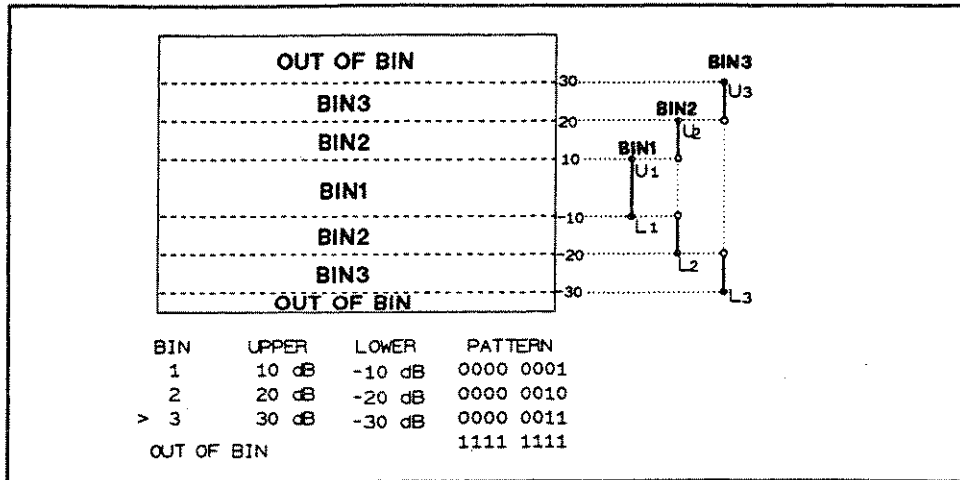 OUT OF BIN
BIN3
30
U3
BIN3
20
BIN2
U2
BIN2
10
BIN1
U1
BIN1
-10
L1
BIN2
-20
L2
BIN3
-30
L3
OUT OF BIN
BIN UPPER LOWER PATTERN
1 10 dB -10 dB 0000 0001
2 20 dB -20 dB 0000 0010
> 3 30 dB -30 dB 0000 0011
OUT OF BIN 1111 1111